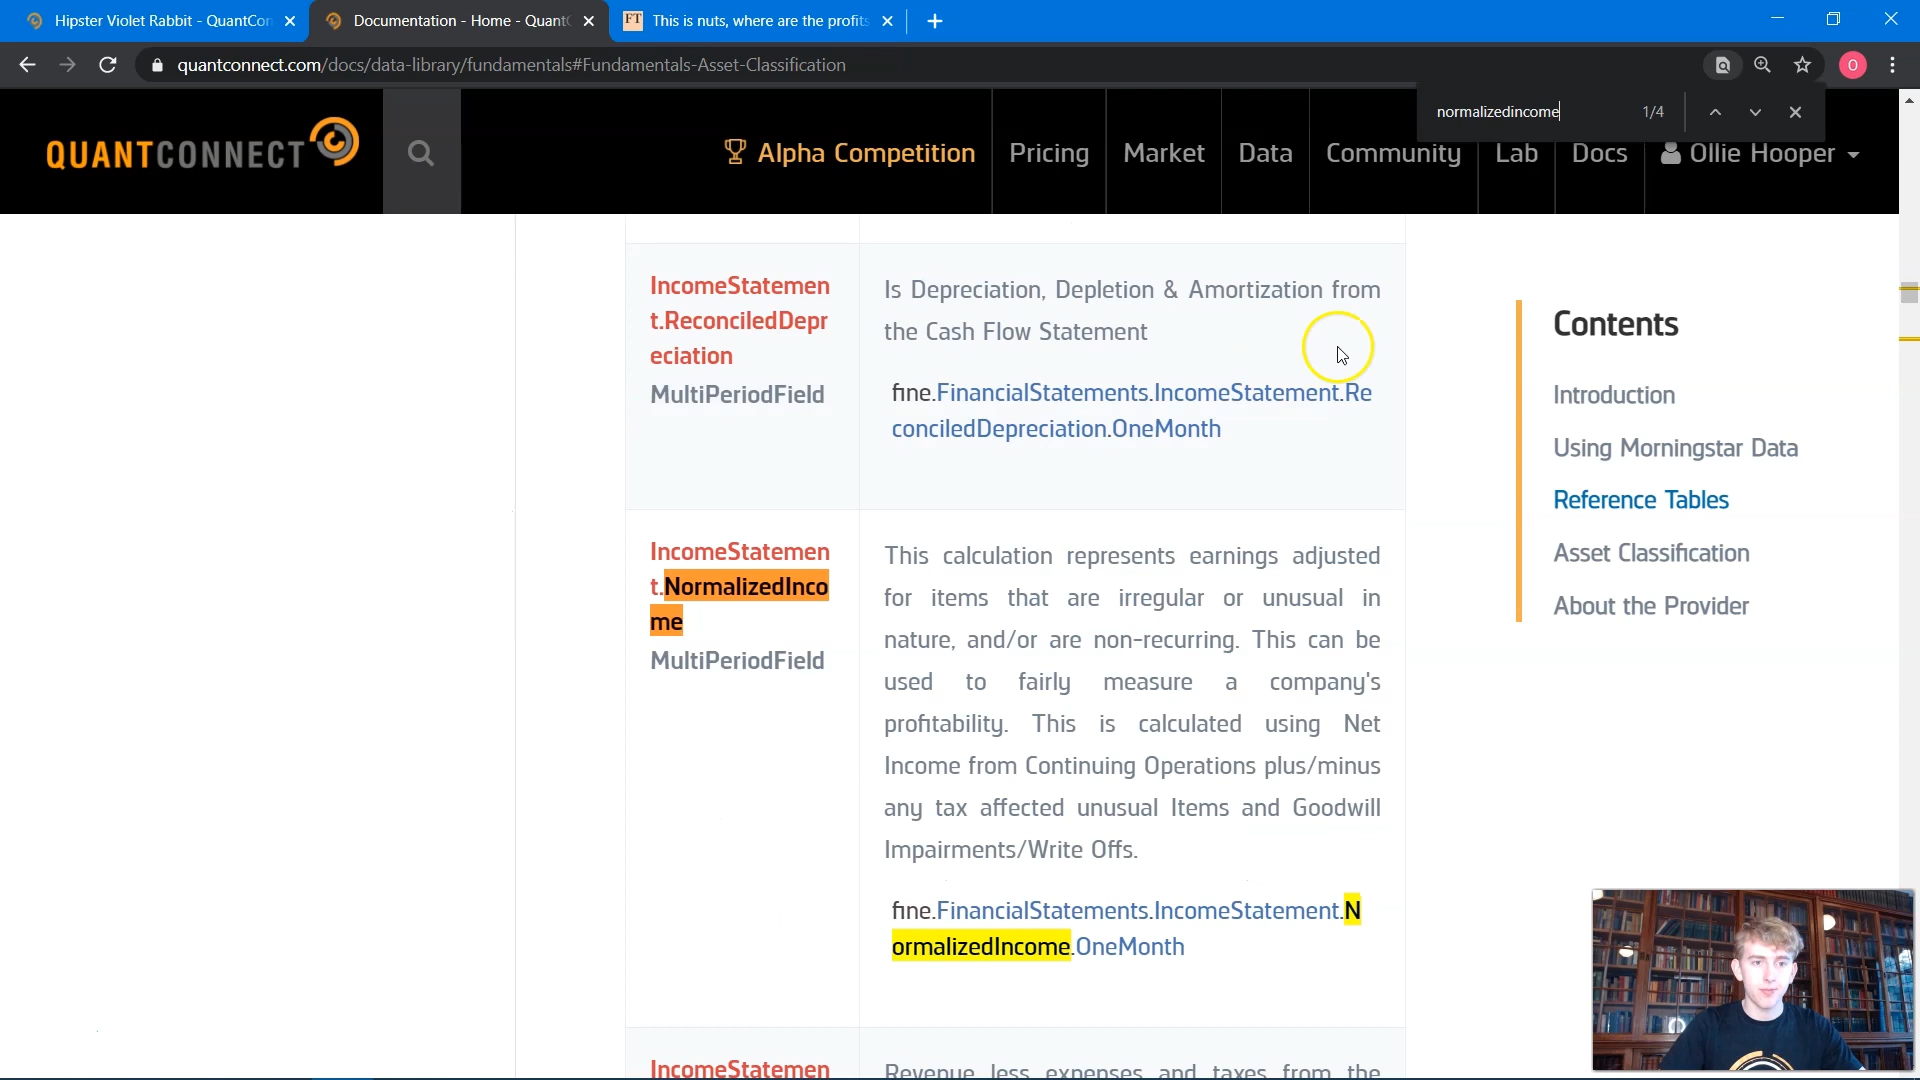 Hipster Violet Rabbit - QuantCon
Documentation - Home - QuantC
FT This is nuts, where are the profits
quantconnect.com/docs/data-library/fundamentals#Fundamentals-Asset-Classification
O
normalizedincome 1/4
QUANTCONNECT
Alpha Competition Pricing Market Data Community Lab Docs Ollie Hooper
IncomeStatemen
t.ReconciledDepr
eciation
MultiPeriodField
Is Depreciation, Depletion & Amortization from
the Cash Flow Statement
fine.FinancialStatements.IncomeStatement.Re
conciledDepreciation.OneMonth
IncomeStatemen
t.NormalizedInco
me
MultiPeriodField
This calculation represents earnings adjusted
for items that are irregular or unusual in
nature, and/or are non-recurring. This can be
used to fairly measure a company's
profitability. This is calculated using Net
Income from Continuing Operations plus/minus
any tax affected unusual Items and Goodwill
Impairments/Write Offs.
fine.FinancialStatements.IncomeStatement.N
ormalizedIncome.OneMonth
IncomeStatemen
Revenue less expenses and taxes from the
Contents
Introduction
Using Morningstar Data
Reference Tables
Asset Classification
About the Provider